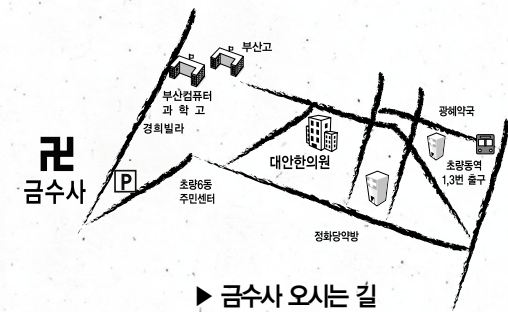 부산고
부산컴퓨터
과 학 고
경희빌라
卍
금수사
P
초량6동
주민센터
대안한의원
광혜약국
초량동역
1,3번 출구
정화당약방
▶ 금수사 오시는 길